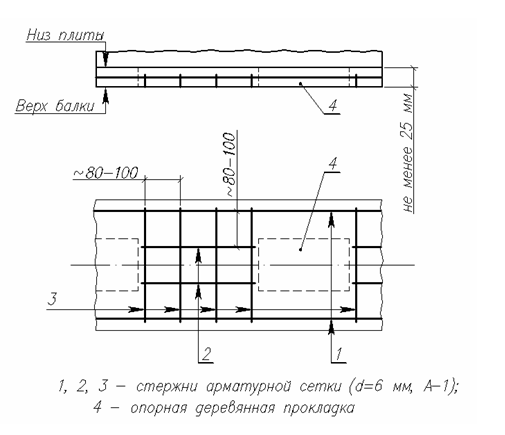 Низ плиты
Верх балки
4
не менее 25 мм
~80-100
~80-100
4
3
2
1
1, 2, 3 – стержни арматурной сетки (d=6 мм, А-1);
4 – опорная деревянная прокладка